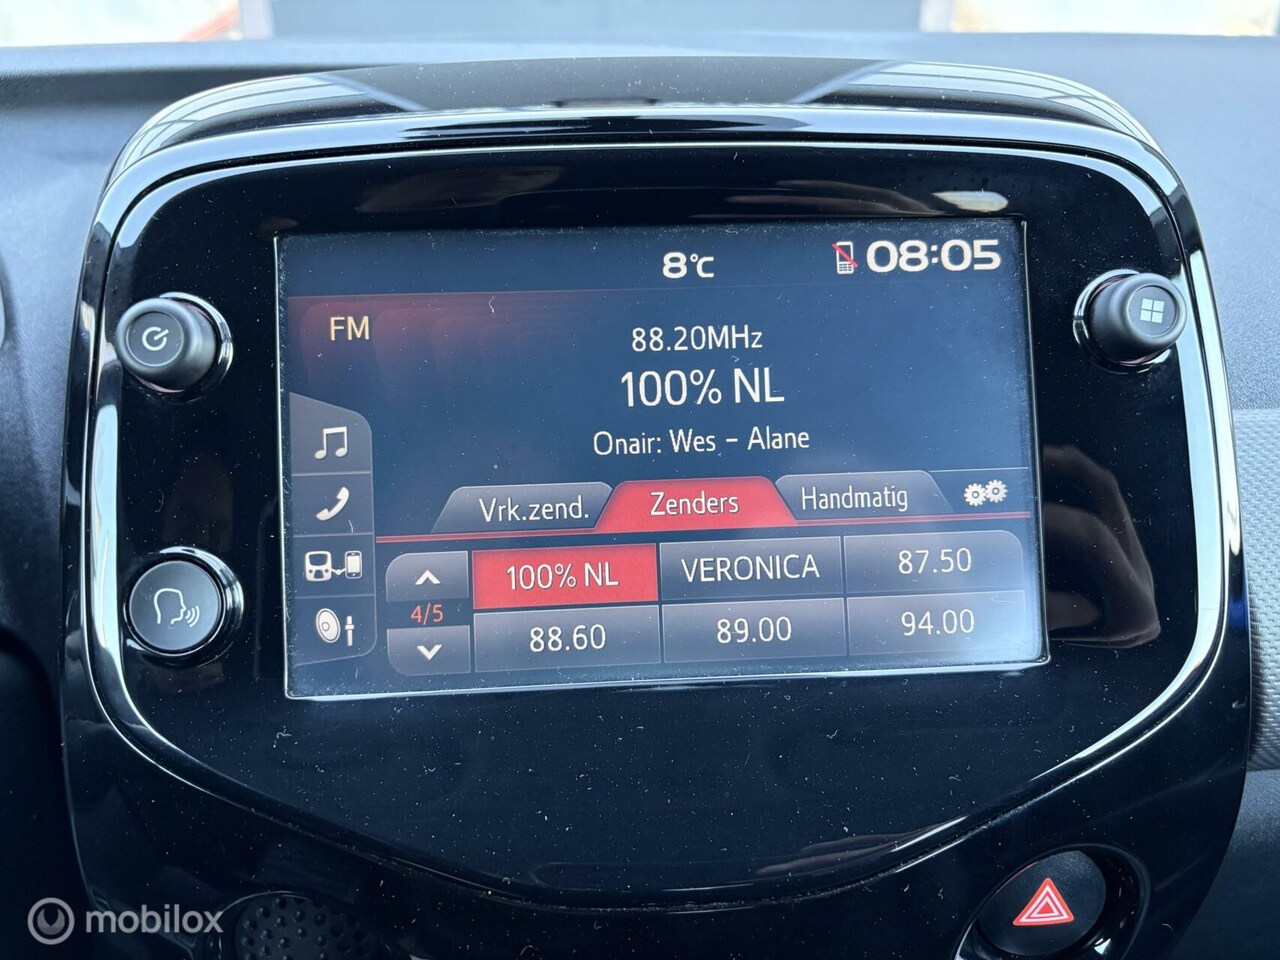 8°C 08:05
FM
88.20MHz
100% NL
Onair: Wes - Alane
Vrk.zend. Zenders Handmatig
100% NL VERONICA 87.50
4/5
88.60 89.00 94.00
mobilox